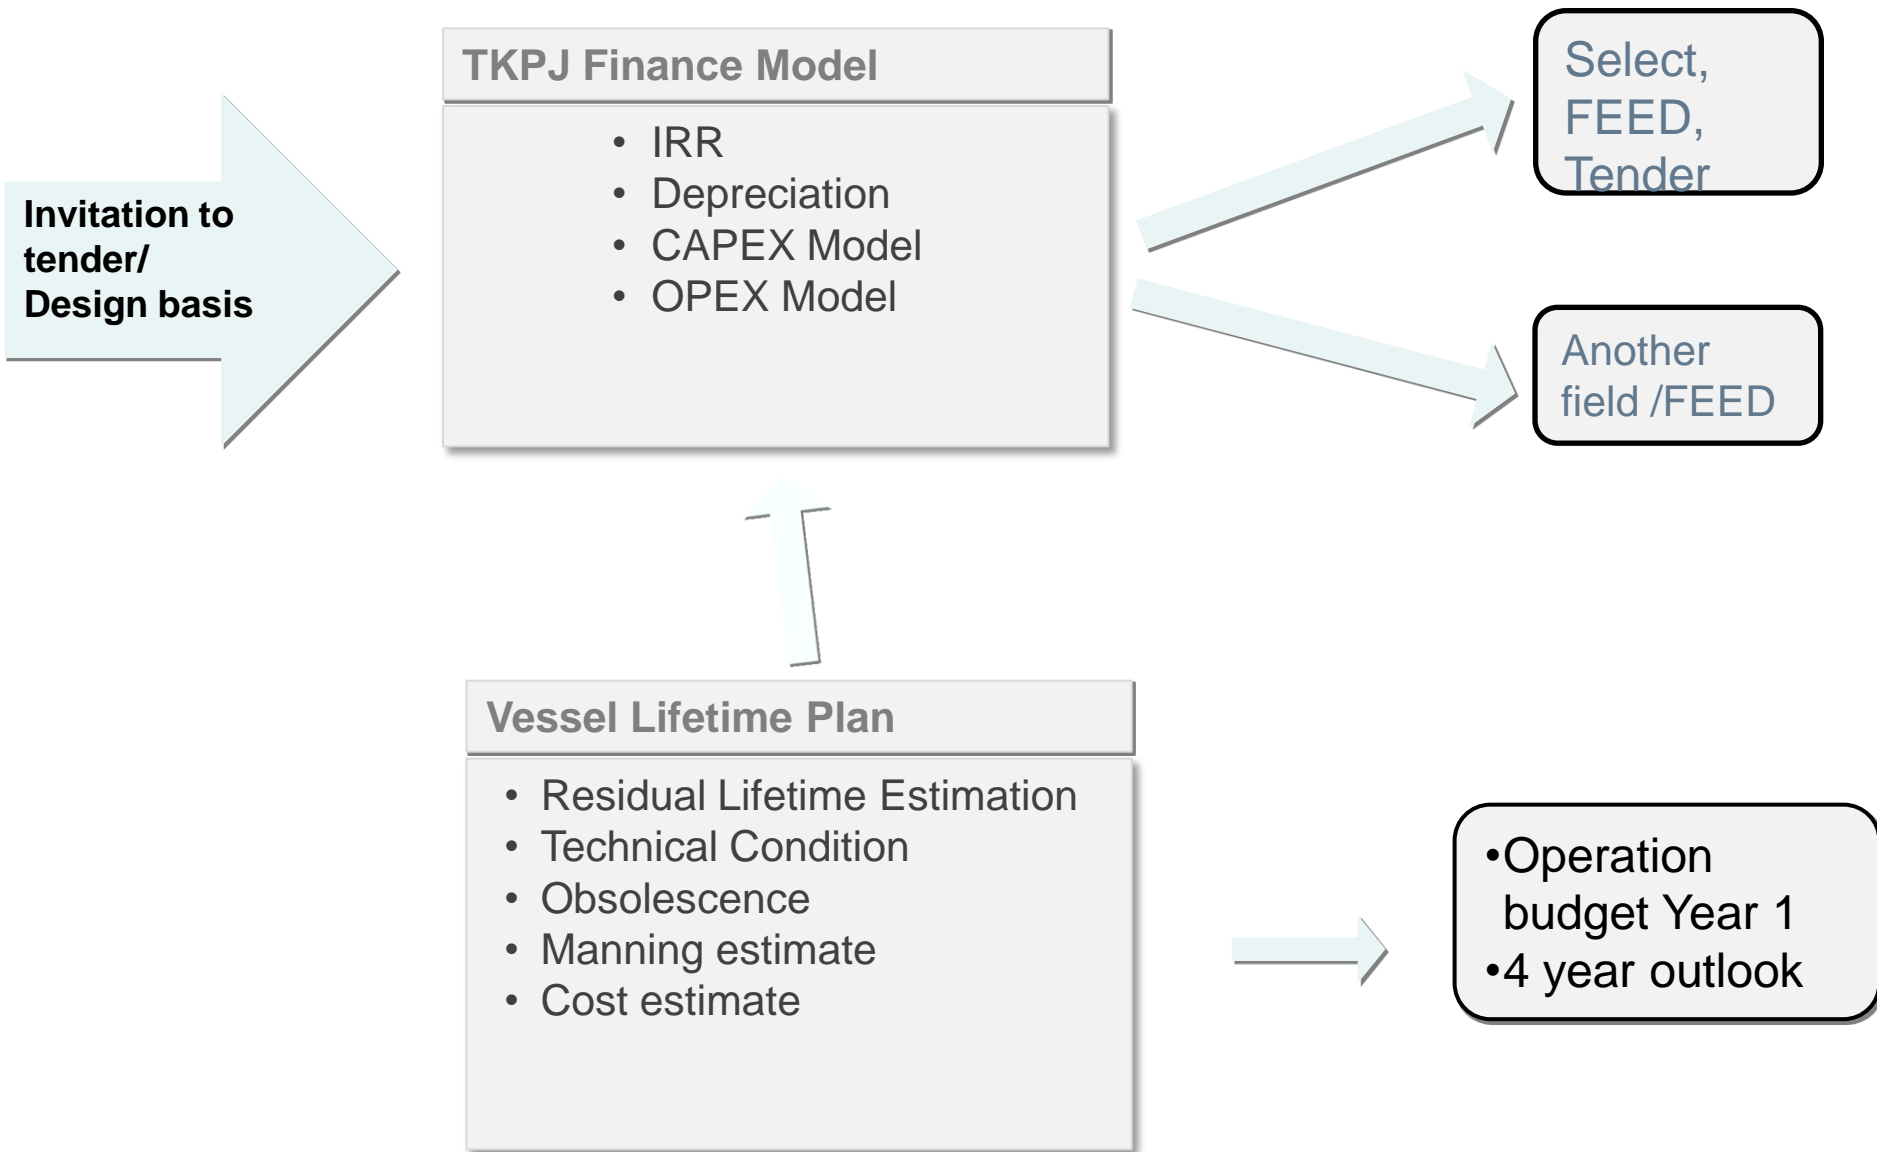 TKPJ Finance Model
• IRR
• Depreciation
• CAPEX Model
• OPEX Model
Invitation to
tender/
Design basis
Select,
FEED,
Tender
Another
field /FEED
Vessel Lifetime Plan
• Residual Lifetime Estimation
• Technical Condition
• Obsolescence
• Manning estimate
• Cost estimate
•Operation
budget Year 1
•4 year outlook